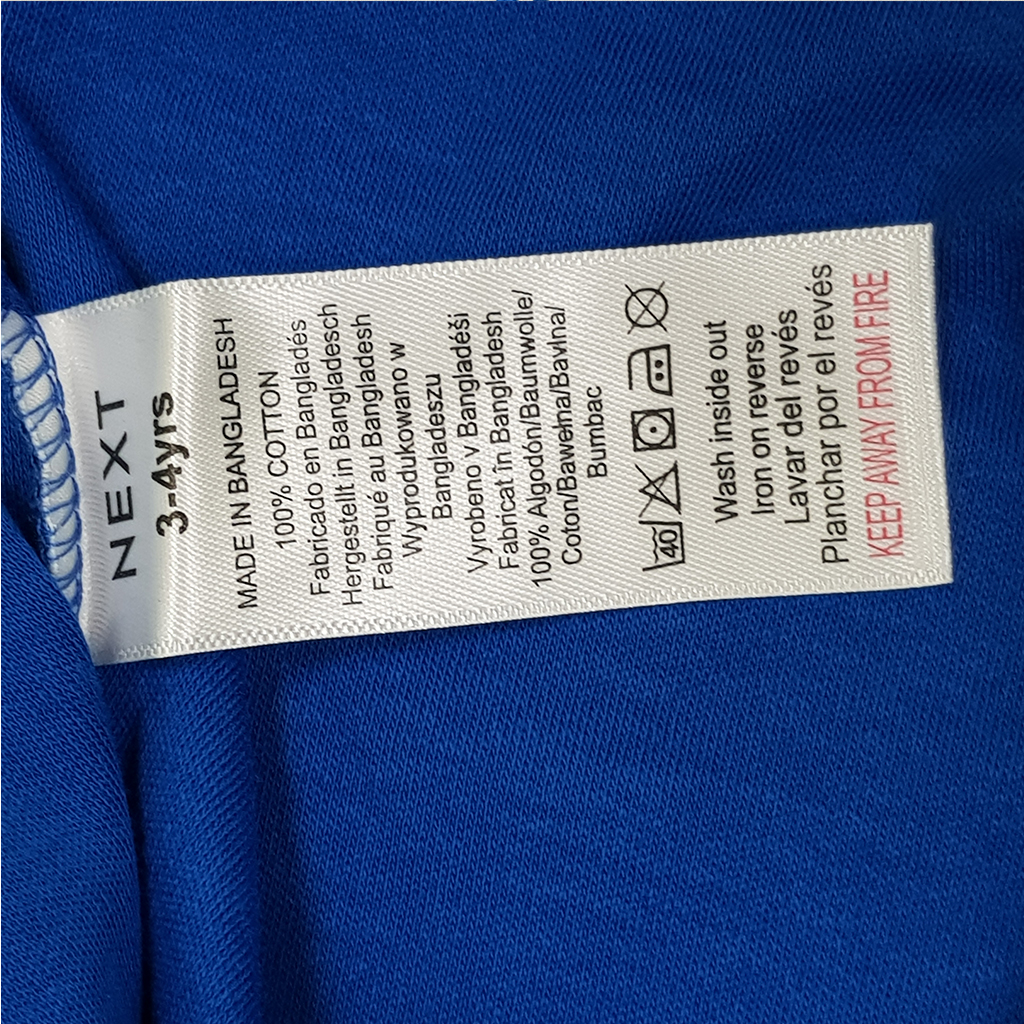 NEXT
3-4yrs
MADE IN BANGLADESH
100% COTTON
Fabricado en Bangladés
Hergestellt in Bangladesch
Fabriqué au Bangladesh
Wyprodukowano w
Bangladeszu
Vyrobeno v Bangladéši
Fabricat în Bangladesh
100% Algodón/Baumwolle/
Coton/Bawełna/Bavlna/
Bumbac
40
Wash inside out
Iron on reverse
Lavar del revés
Planchar por el revés
KEEP AWAY FROM FIRE